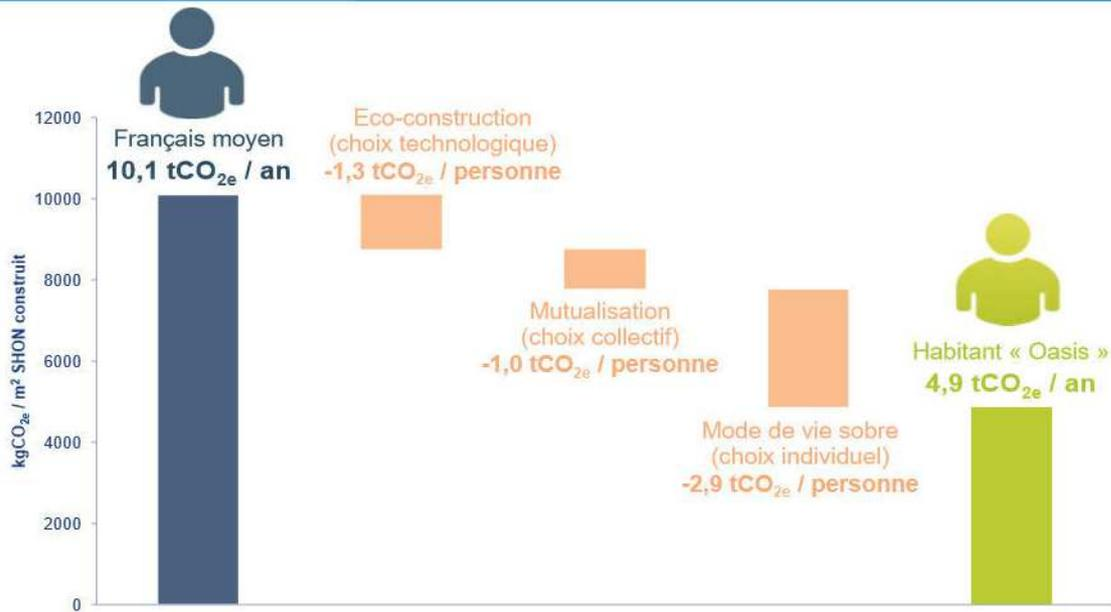 Français moyen
10,1 tCO2e / an
Eco-construction
(choix technologique)
-1,3 tCO2e / personne
Mutualisation
(choix collectif)
-1,0 tCO2e / personne
Mode de vie sobre
(choix individuel)
-2,9 tCO2e / personne
Habitant « Oasis »
4,9 tCO2e / an
kgCO2e / m² SHON construit
12000
10000
8000
6000
4000
2000
0